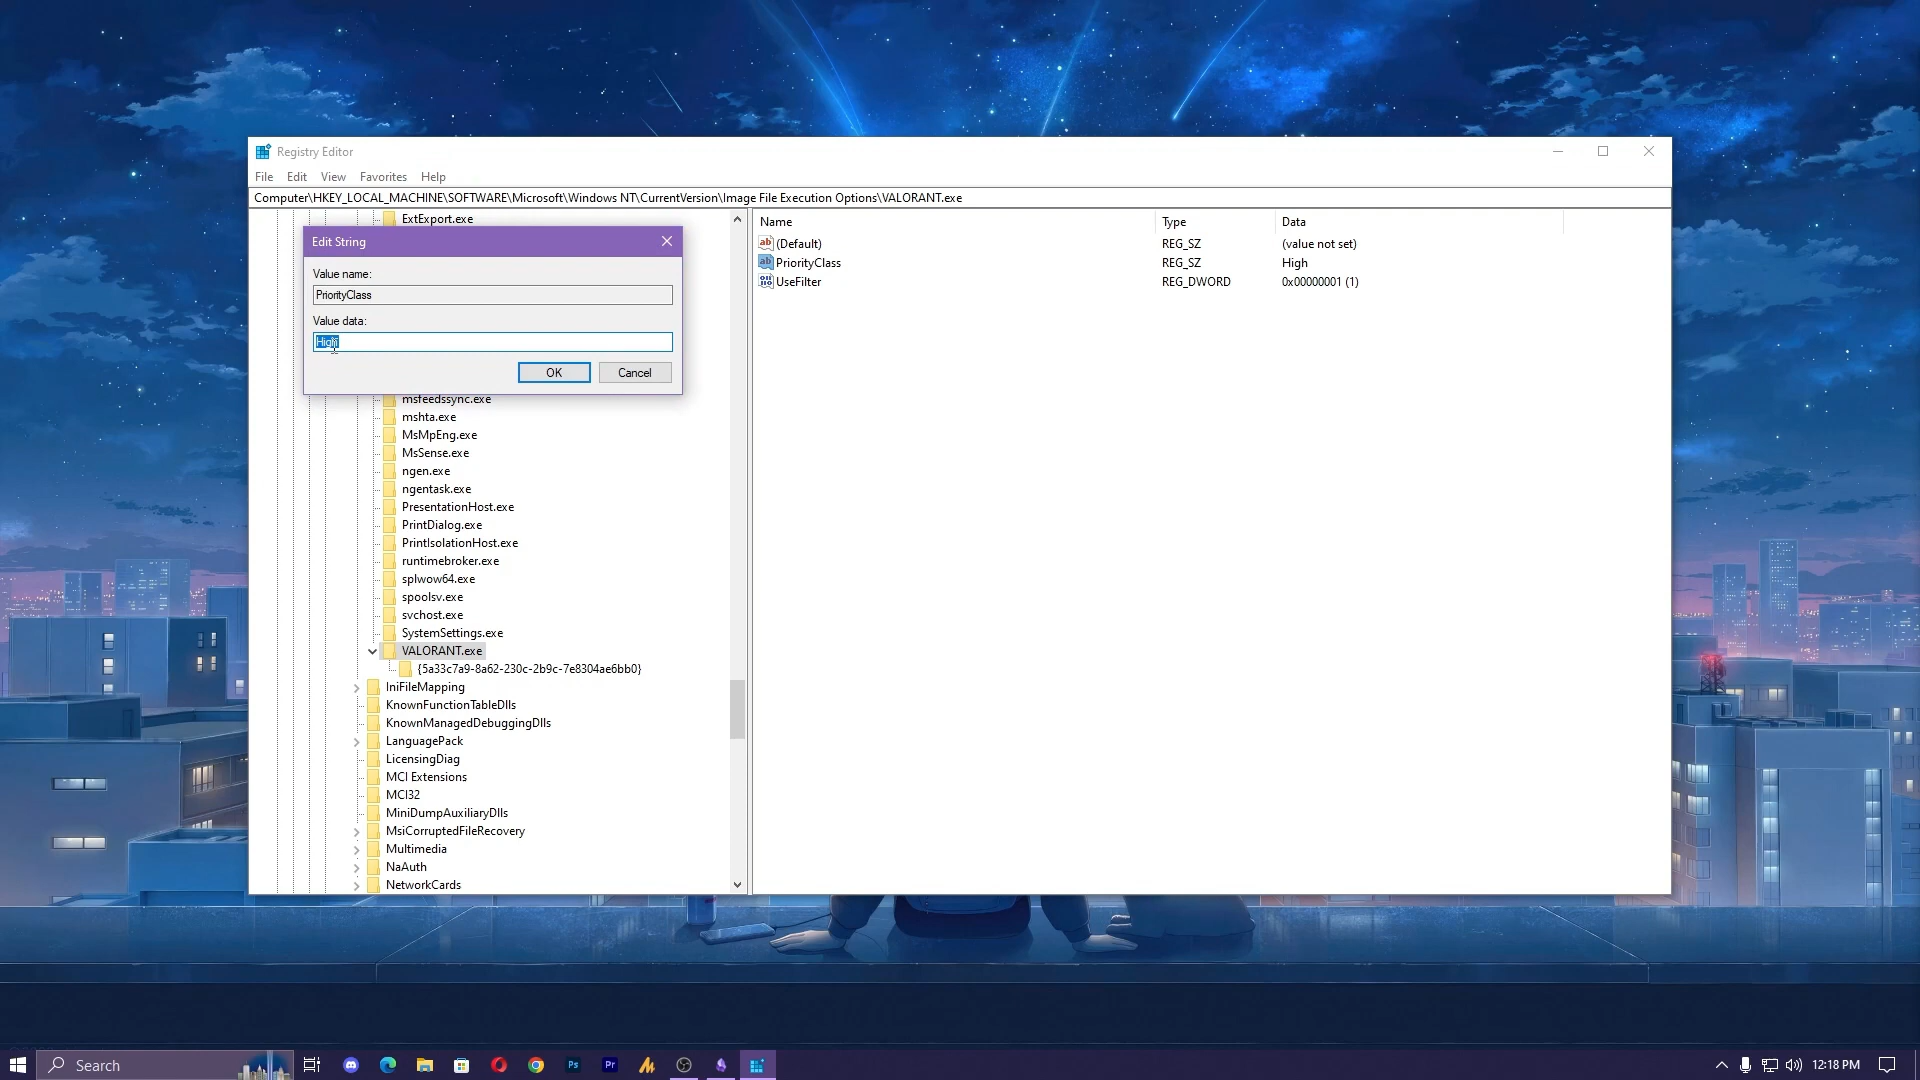 Registry Editor
File Edit View Favorites Help
Computer\HKEY_LOCAL_MACHINE\SOFTWARE\Microsoft\Windows NT\CurrentVersion\Image File Execution Options\VALORANT.exe
ExtExport.exe
Edit String
Value name:
PriorityClass
Value data:
High
OK Cancel
msfeedssync.exe
mshta.exe
MsMpEng.exe
MsSense.exe
ngen.exe
ngentask.exe
PresentationHost.exe
PrintDialog.exe
PrintIsolationHost.exe
runtimebroker.exe
splwow64.exe
spoolsv.exe
svchost.exe
SystemSettings.exe
VALORANT.exe
{5a33c7a9-8a62-230c-2b9c-7e8304ae6bb0}
IniFileMapping
KnownFunctionTableDlls
KnownManagedDebuggingDlls
LanguagePack
LicensingDiag
MCI Extensions
MCI32
MiniDumpAuxiliaryDlls
MsiCorruptedFileRecovery
Multimedia
NaAuth
NetworkCards
Name Type Data
(Default) REG_SZ (value not set)
PriorityClass REG_SZ High
UseFilter REG_DWORD 0x00000001 (1)
Search
Ps
Pr
12:18 PM